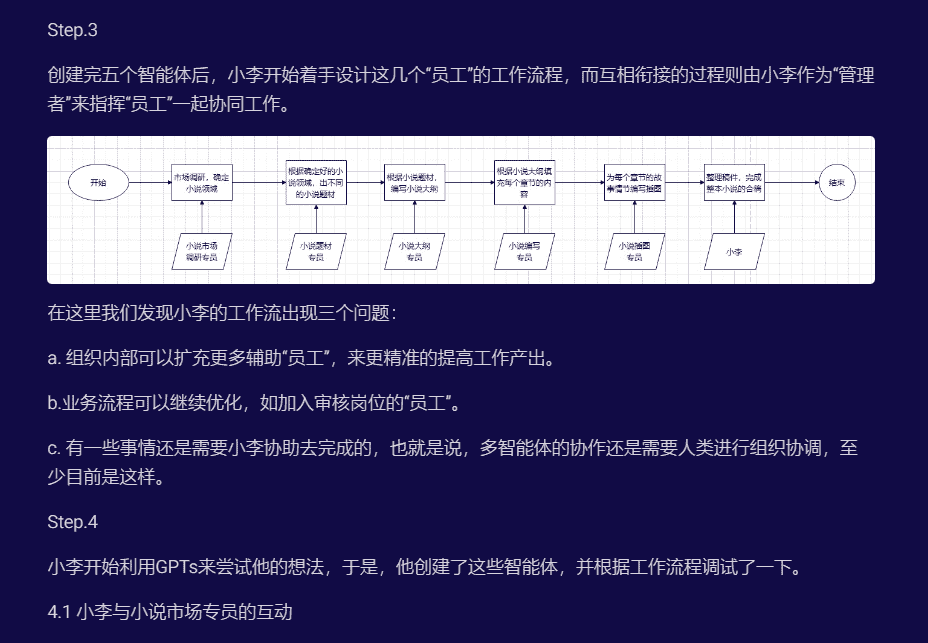 Step.3
创建完五个智能体后，小李开始着手设计这几个“员工”的工作流程，而互相衔接的过程则由小李作为“管理
者”来指挥“员工”一起协同工作。
开始
市场调研，确定
小说领域
根据确定好的小
说领域，出不同
的小说题材
根据小说题材，
编写小说大纲
根据小说大纲填
充每个章节的内
容
为每个章节的故
事情节编写插图
整理稿件，完成
整本小说的合稿
结束
小说市场
调研专员
小说题材
专员
小说大纲
专员
小说编写
专员
小说插图
专员
小李
在这里我们发现小李的工作流出现三个问题：
a. 组织内部可以扩充更多辅助“员工”，来更精准的提高工作产出。
b.业务流程可以继续优化，如加入审核岗位的“员工”。
c. 有一些事情还是需要小李协助去完成的，也就是说，多智能体的协作还是需要人类进行组织协调，至
少目前是这样。
Step.4
小李开始利用GPTs来尝试他的想法，于是，他创建了这些智能体，并根据工作流程调试了一下。
4.1 小李与小说市场专员的互动